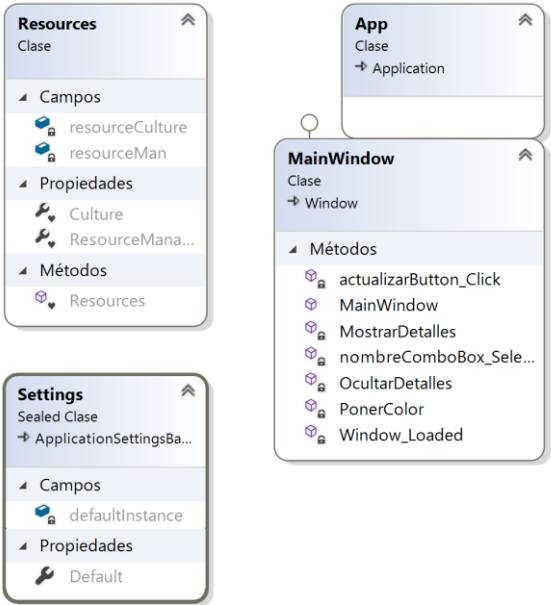 Resources
Clase
Campos
resourceCulture
resourceMan
Propiedades
Culture
ResourceMana...
Métodos
Resources
App
Clase
Application
MainWindow
Clase
Window
Métodos
actualizarButton_Click
MainWindow
MostrarDetalles
nombreComboBox_Sele...
OcultarDetalles
PonerColor
Window_Loaded
Settings
Sealed Clase
ApplicationSettingsBa...
Campos
defaultInstance
Propiedades
Default